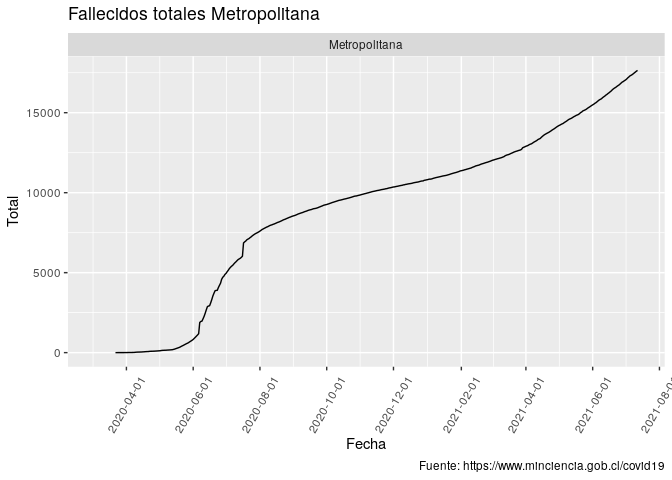 Fallecidos totales Metropolitana
Metropolitana
15000
10000
5000
0
Total
2020-04-01
2020-06-01
2020-08-01
2020-10-01
2020-12-01
2021-02-01
2021-04-01
2021-06-01
2021-08-0
Fecha
Fuente: https://www.minciencia.gob.cl/covid19